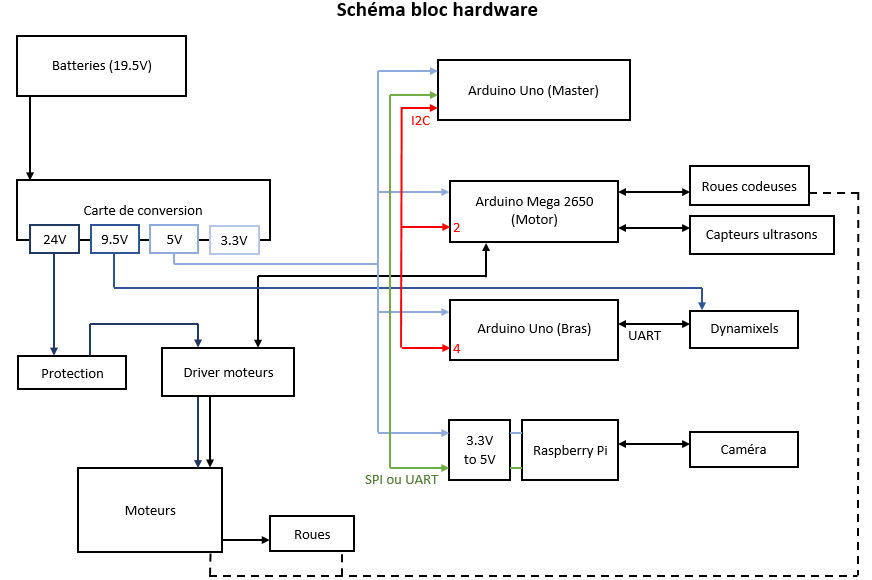 Schéma bloc hardware
Batteries (19.5V)
Arduino Uno (Master)
I2C
Carte de conversion
24V
9.5V
5V
3.3V
Arduino Mega 2650
(Motor)
2
Roues codeuses
Capteurs ultrasons
Arduino Uno (Bras)
4
UART
Dynamixels
Protection
Driver moteurs
3.3V
to 5V
Raspberry Pi
Caméra
SPI ou UART
Moteurs
Roues